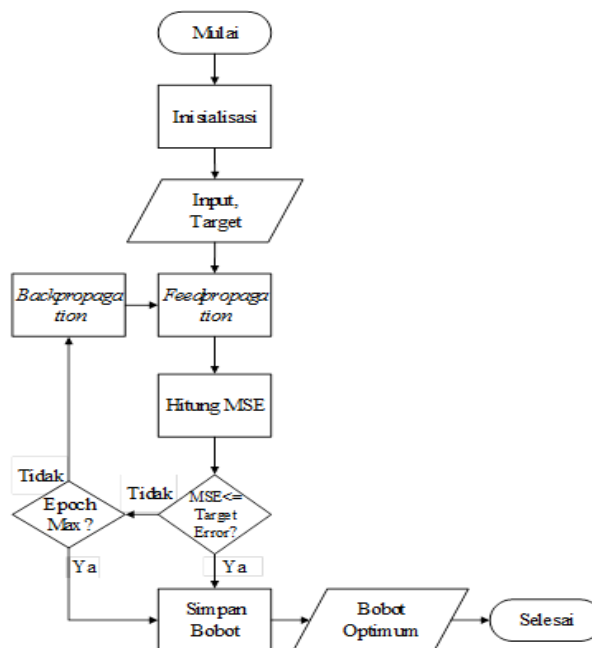 Mulai
Inisialisasi
Input,
Target
Backpropaga
tion
Feedpropaga
tion
Hitung MSE
Tidak
Tidak
Epoch
Max ?
MSE<=
Target
Error?
Ya
Ya
Simpan
Bobot
Bobot
Optimum
Selesai